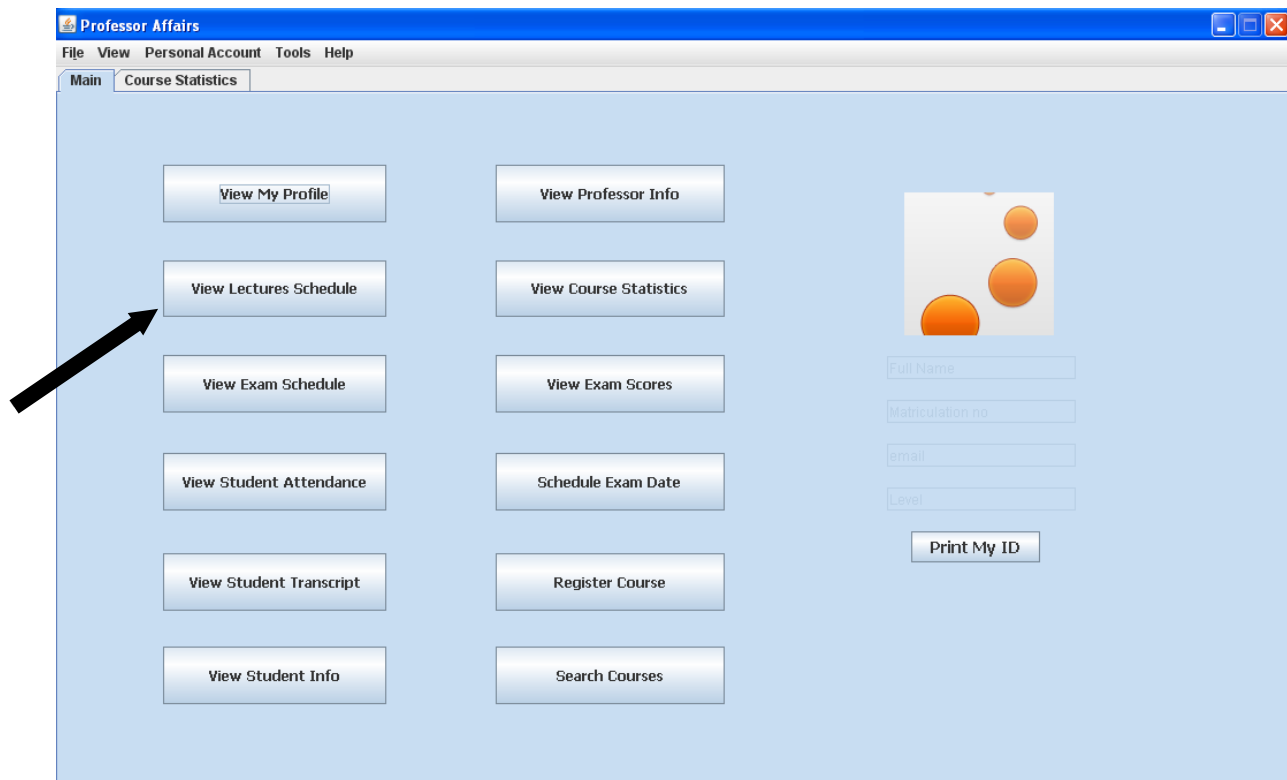 Professor Affairs
File View Personal Account Tools Help
Main Course Statistics
View My Profile
View Professor Info
View Lectures Schedule
View Course Statistics
View Exam Schedule
View Exam Scores
View Student Attendance
Schedule Exam Date
View Student Transcript
Register Course
View Student Info
Search Courses
Full Name
Matriculation no
email
Level
Print My ID